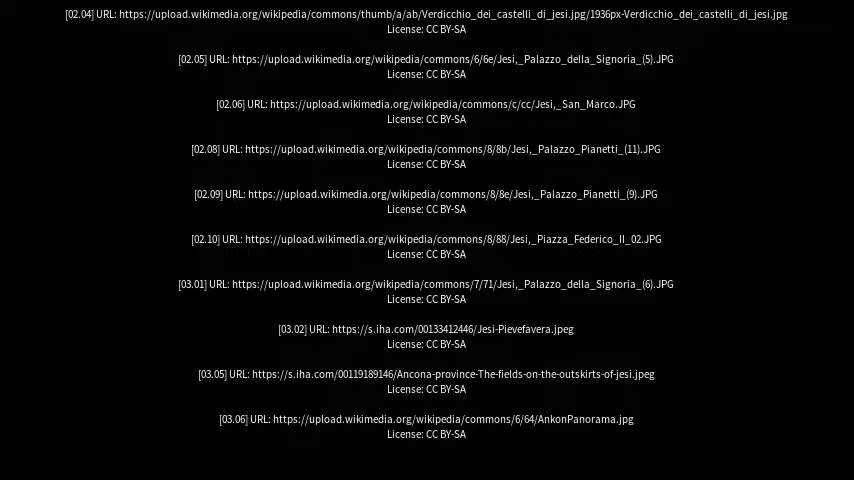 [02.04] URL: https://upload.wikimedia.org/wikipedia/commons/thumb/a/ab/Verdicchio_dei_castelli_di_jesi.jpg/1936px-Verdicchio_dei_castelli_di_jesi.jpg
License: CC BY-SA
[02.05] URL: https://upload.wikimedia.org/wikipedia/commons/6/6e/Jesi,_Palazzo_della_Signoria_(5).JPG
License: CC BY-SA
[02.06] URL: https://upload.wikimedia.org/wikipedia/commons/c/cc/Jesi,_San_Marco.JPG
License: CC BY-SA
[02.08] URL: https://upload.wikimedia.org/wikipedia/commons/8/8b/Jesi,_Palazzo_Pianetti_(11).JPG
License: CC BY-SA
[02.09] URL: https://upload.wikimedia.org/wikipedia/commons/8/8e/Jesi,_Palazzo_Pianetti_(9).JPG
License: CC BY-SA
[02.10] URL: https://upload.wikimedia.org/wikipedia/commons/8/88/Jesi,_Piazza_Federico_II_02.JPG
License: CC BY-SA
[03.01] URL: https://upload.wikimedia.org/wikipedia/commons/7/71/Jesi,_Palazzo_della_Signoria_(6).JPG
License: CC BY-SA
[03.02] URL: https://s.iha.com/00133412446/Jesi-Pievefavera.jpeg
License: CC BY-SA
[03.05] URL: https://s.iha.com/00119189146/Ancona-province-The-fields-on-the-outskirts-of-jesi.jpeg
License: CC BY-SA
[03.06] URL: https://upload.wikimedia.org/wikipedia/commons/6/64/AnkonPanorama.jpg
License: CC BY-SA